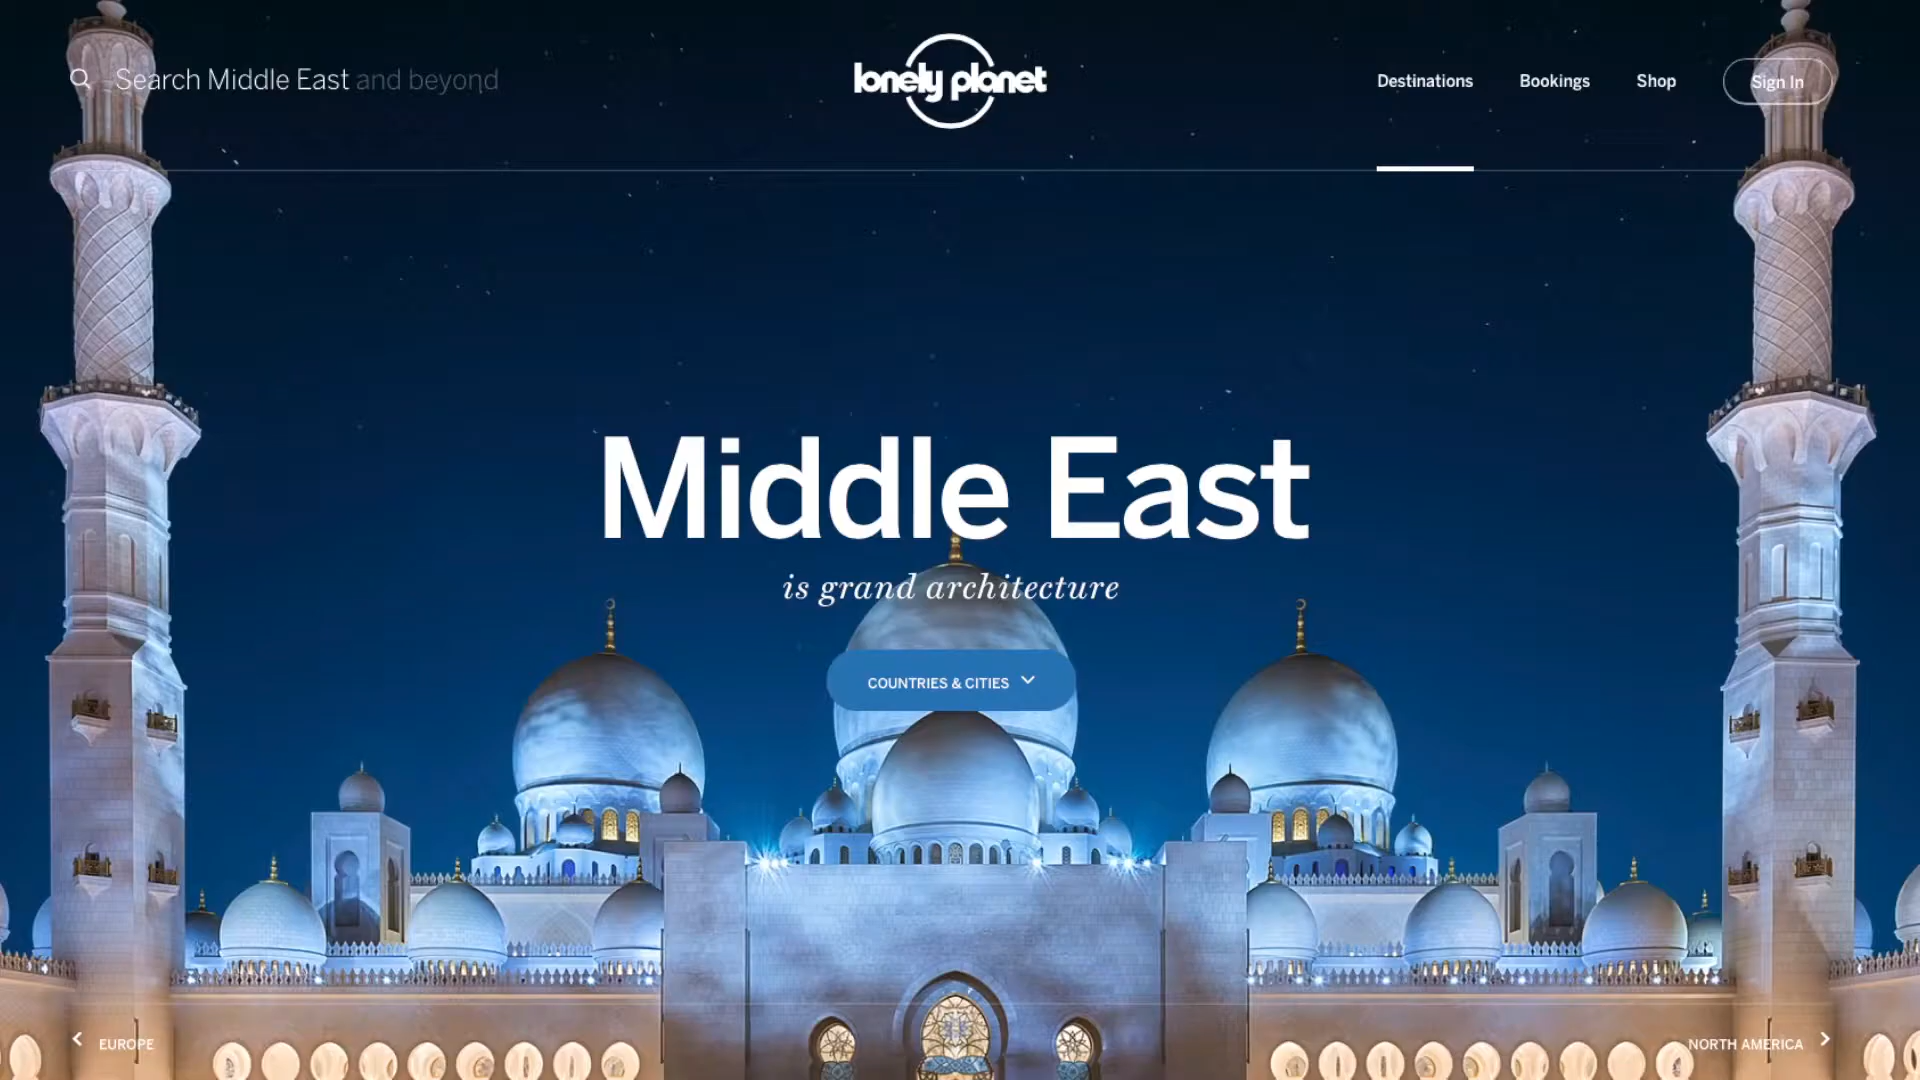 Search Middle East and beyond
lonely planet
Destinations
Bookings
Shop
Sign In
Middle East
is grand architecture
COUNTRIES & CITIES
EUROPE
NORTH AMERICA